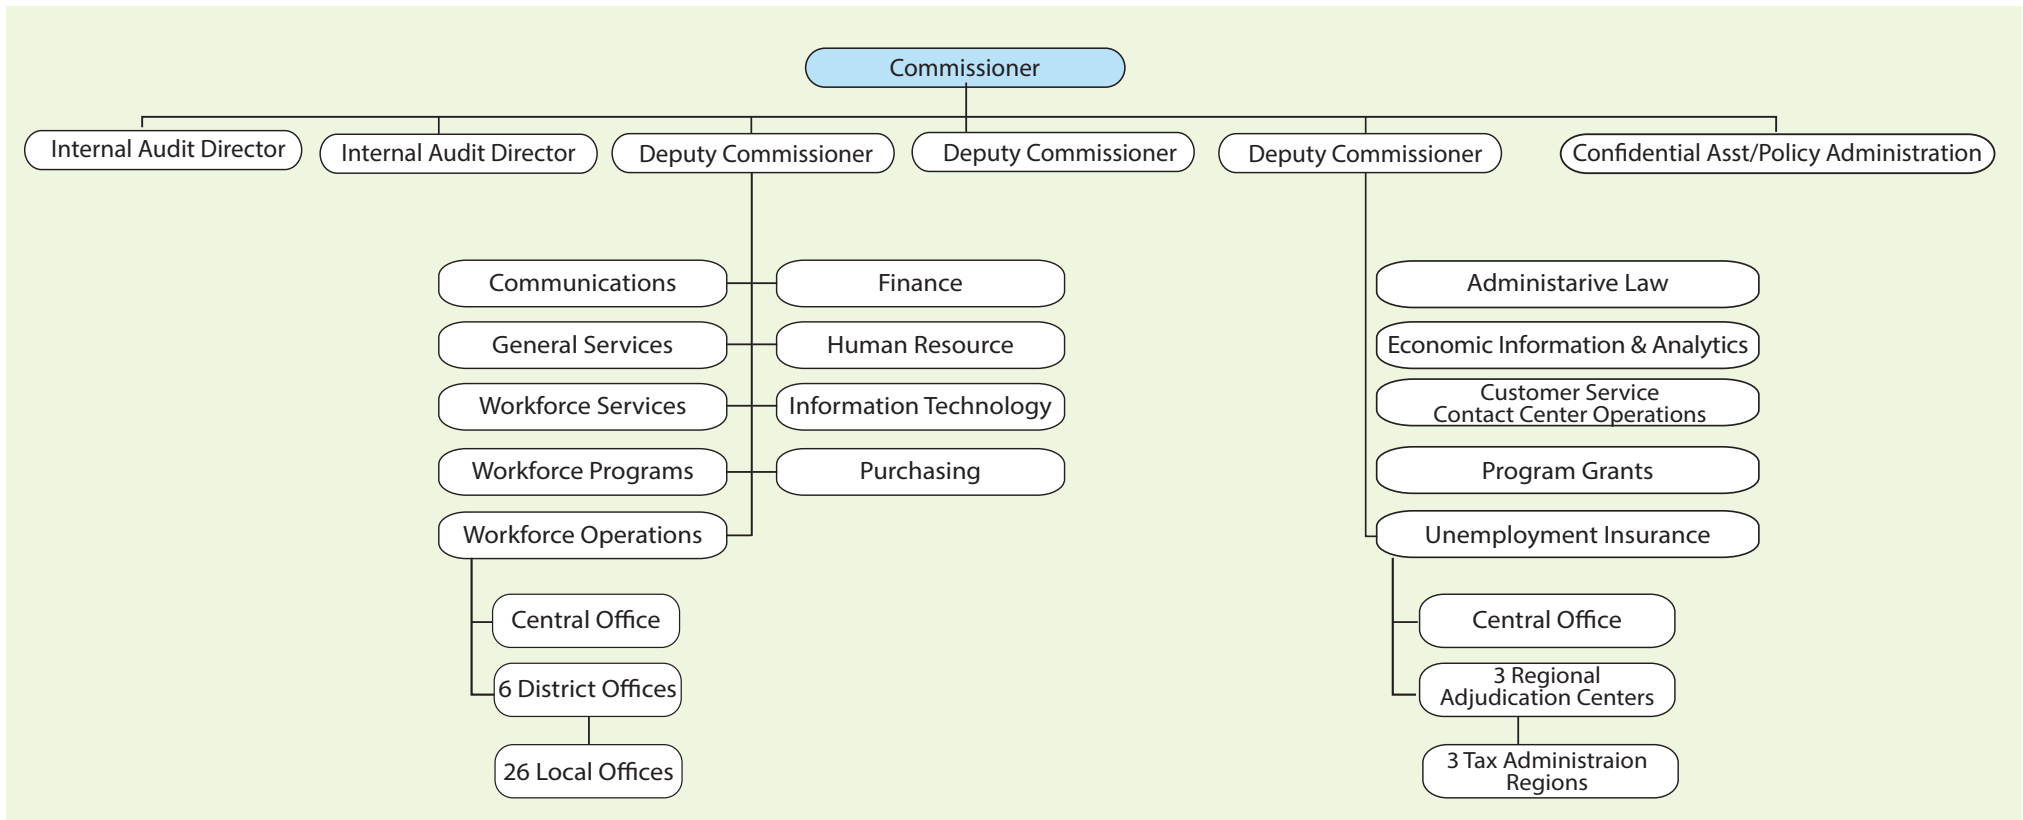 Commissioner
Internal Audit Director
Internal Audit Director
Deputy Commissioner
Deputy Commissioner
Deputy Commissioner
Confidential Asst/Policy Administration
Communications
Finance
General Services
Human Resource
Workforce Services
Information Technology
Workforce Programs
Purchasing
Workforce Operations
Central Office
6 District Offices
26 Local Offices
Administarive Law
Economic Information & Analytics
Customer Service
Contact Center Operations
Program Grants
Unemployment Insurance
Central Office
3 Regional
Adjudication Centers
3 Tax Administraion
Regions